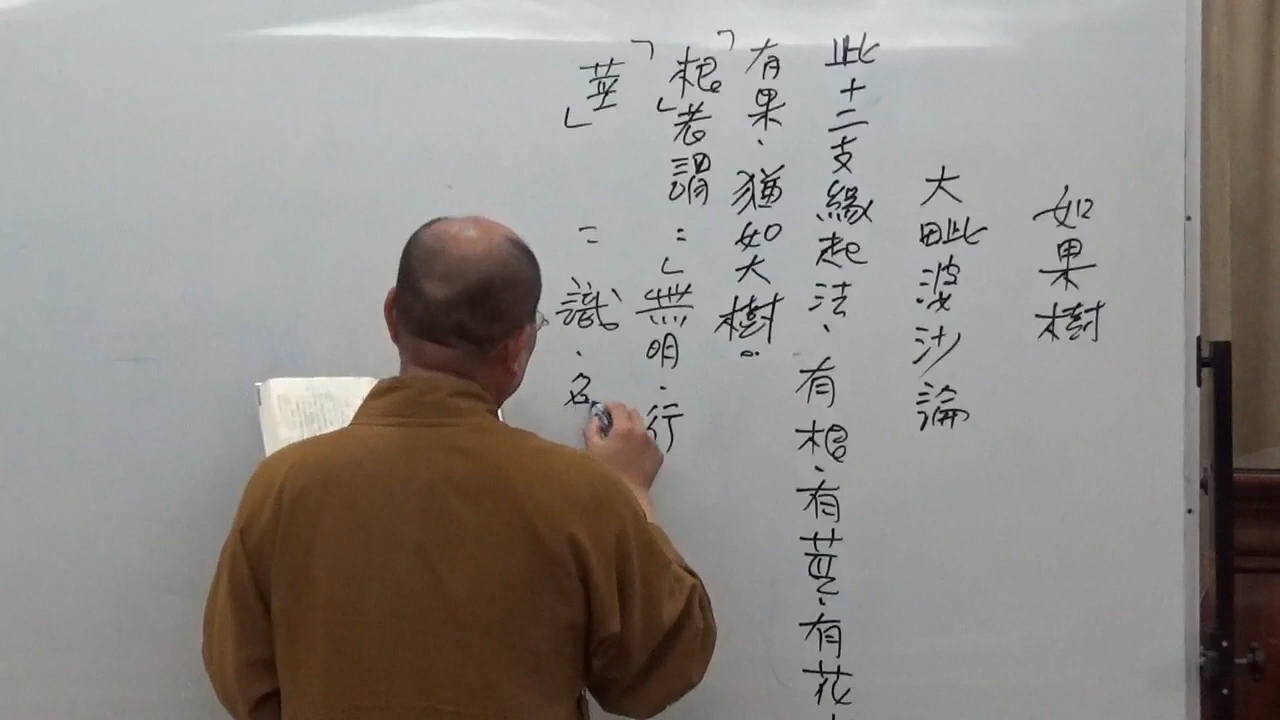 如果樹
大毗婆沙論
此十二支緣起法、有根、有莖、有花、
有果、猶如大樹。
「根」者謂=「無明、行
「莖」=識、名